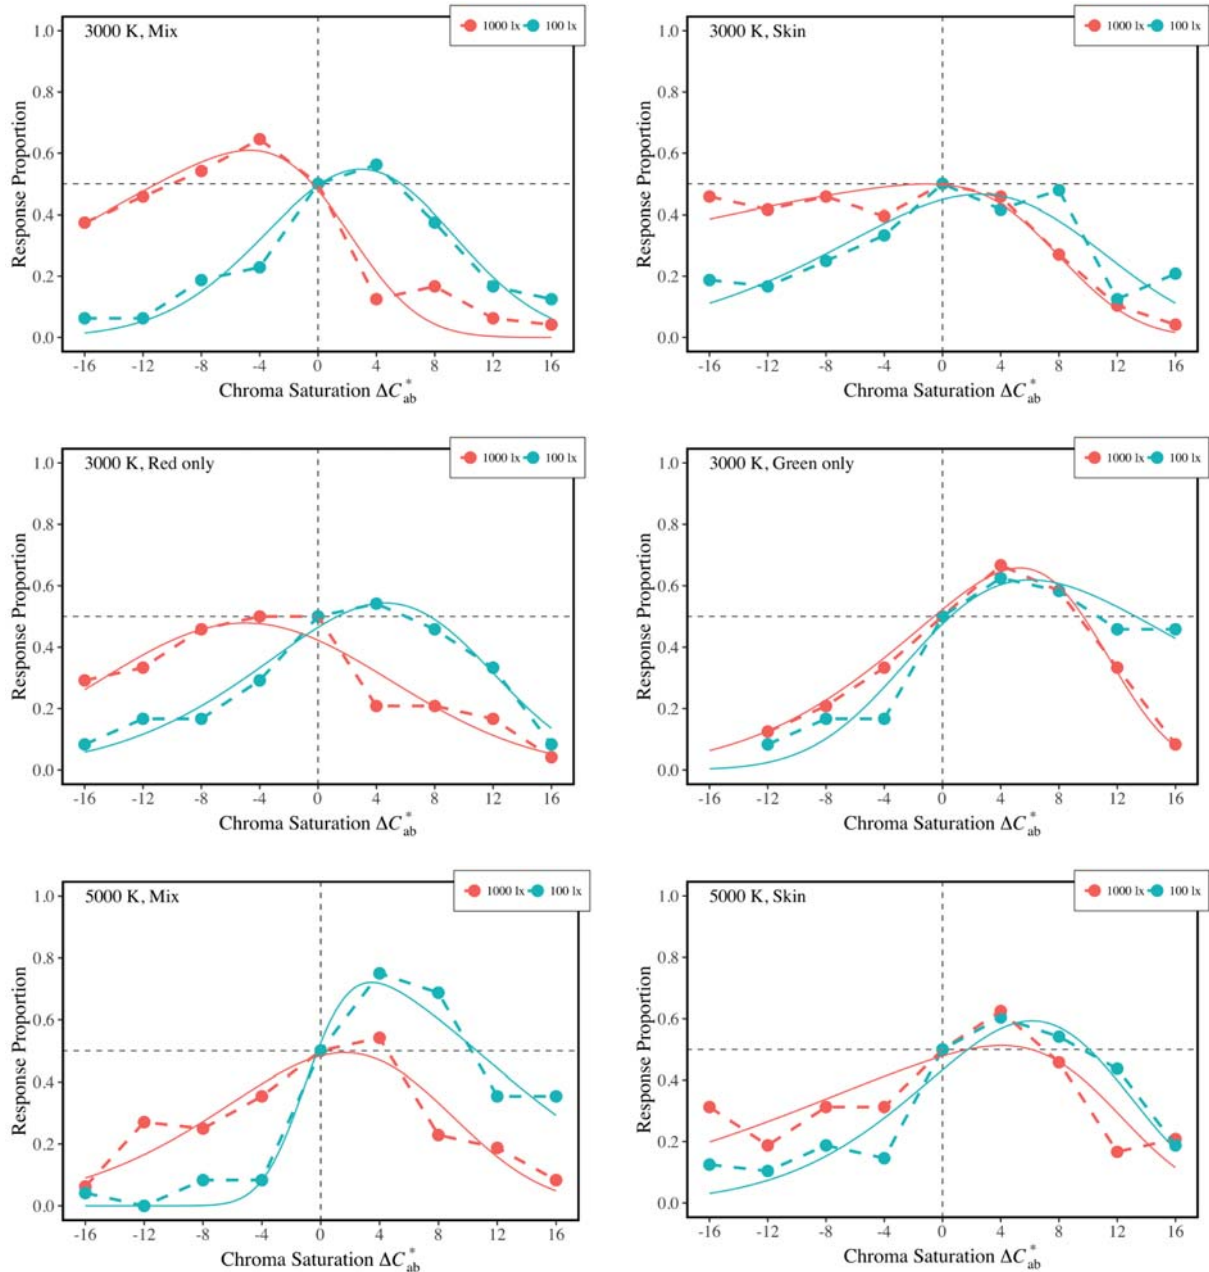 3000 K, Mix
1000 lx 100 lx
1.0
0.8
0.6
0.4
0.2
0.0
Response Proportion
-16 -12 -8 -4 0 4 8 12 16
Chroma Saturation ΔC*ab
3000 K, Skin
1000 lx 100 lx
1.0
0.8
0.6
0.4
0.2
0.0
Response Proportion
-16 -12 -8 -4 0 4 8 12 16
Chroma Saturation ΔC*ab
3000 K, Red only
1000 lx 100 lx
1.0
0.8
0.6
0.4
0.2
0.0
Response Proportion
-16 -12 -8 -4 0 4 8 12 16
Chroma Saturation ΔC*ab
3000 K, Green only
1000 lx 100 lx
1.0
0.8
0.6
0.4
0.2
0.0
Response Proportion
-16 -12 -8 -4 0 4 8 12 16
Chroma Saturation ΔC*ab
5000 K, Mix
1000 lx 100 lx
1.0
0.8
0.6
0.4
0.2
0.0
Response Proportion
-16 -12 -8 -4 0 4 8 12 16
Chroma Saturation ΔC*ab
5000 K, Skin
1000 lx 100 lx
1.0
0.8
0.6
0.4
0.2
0.0
Response Proportion
-16 -12 -8 -4 0 4 8 12 16
Chroma Saturation ΔC*ab